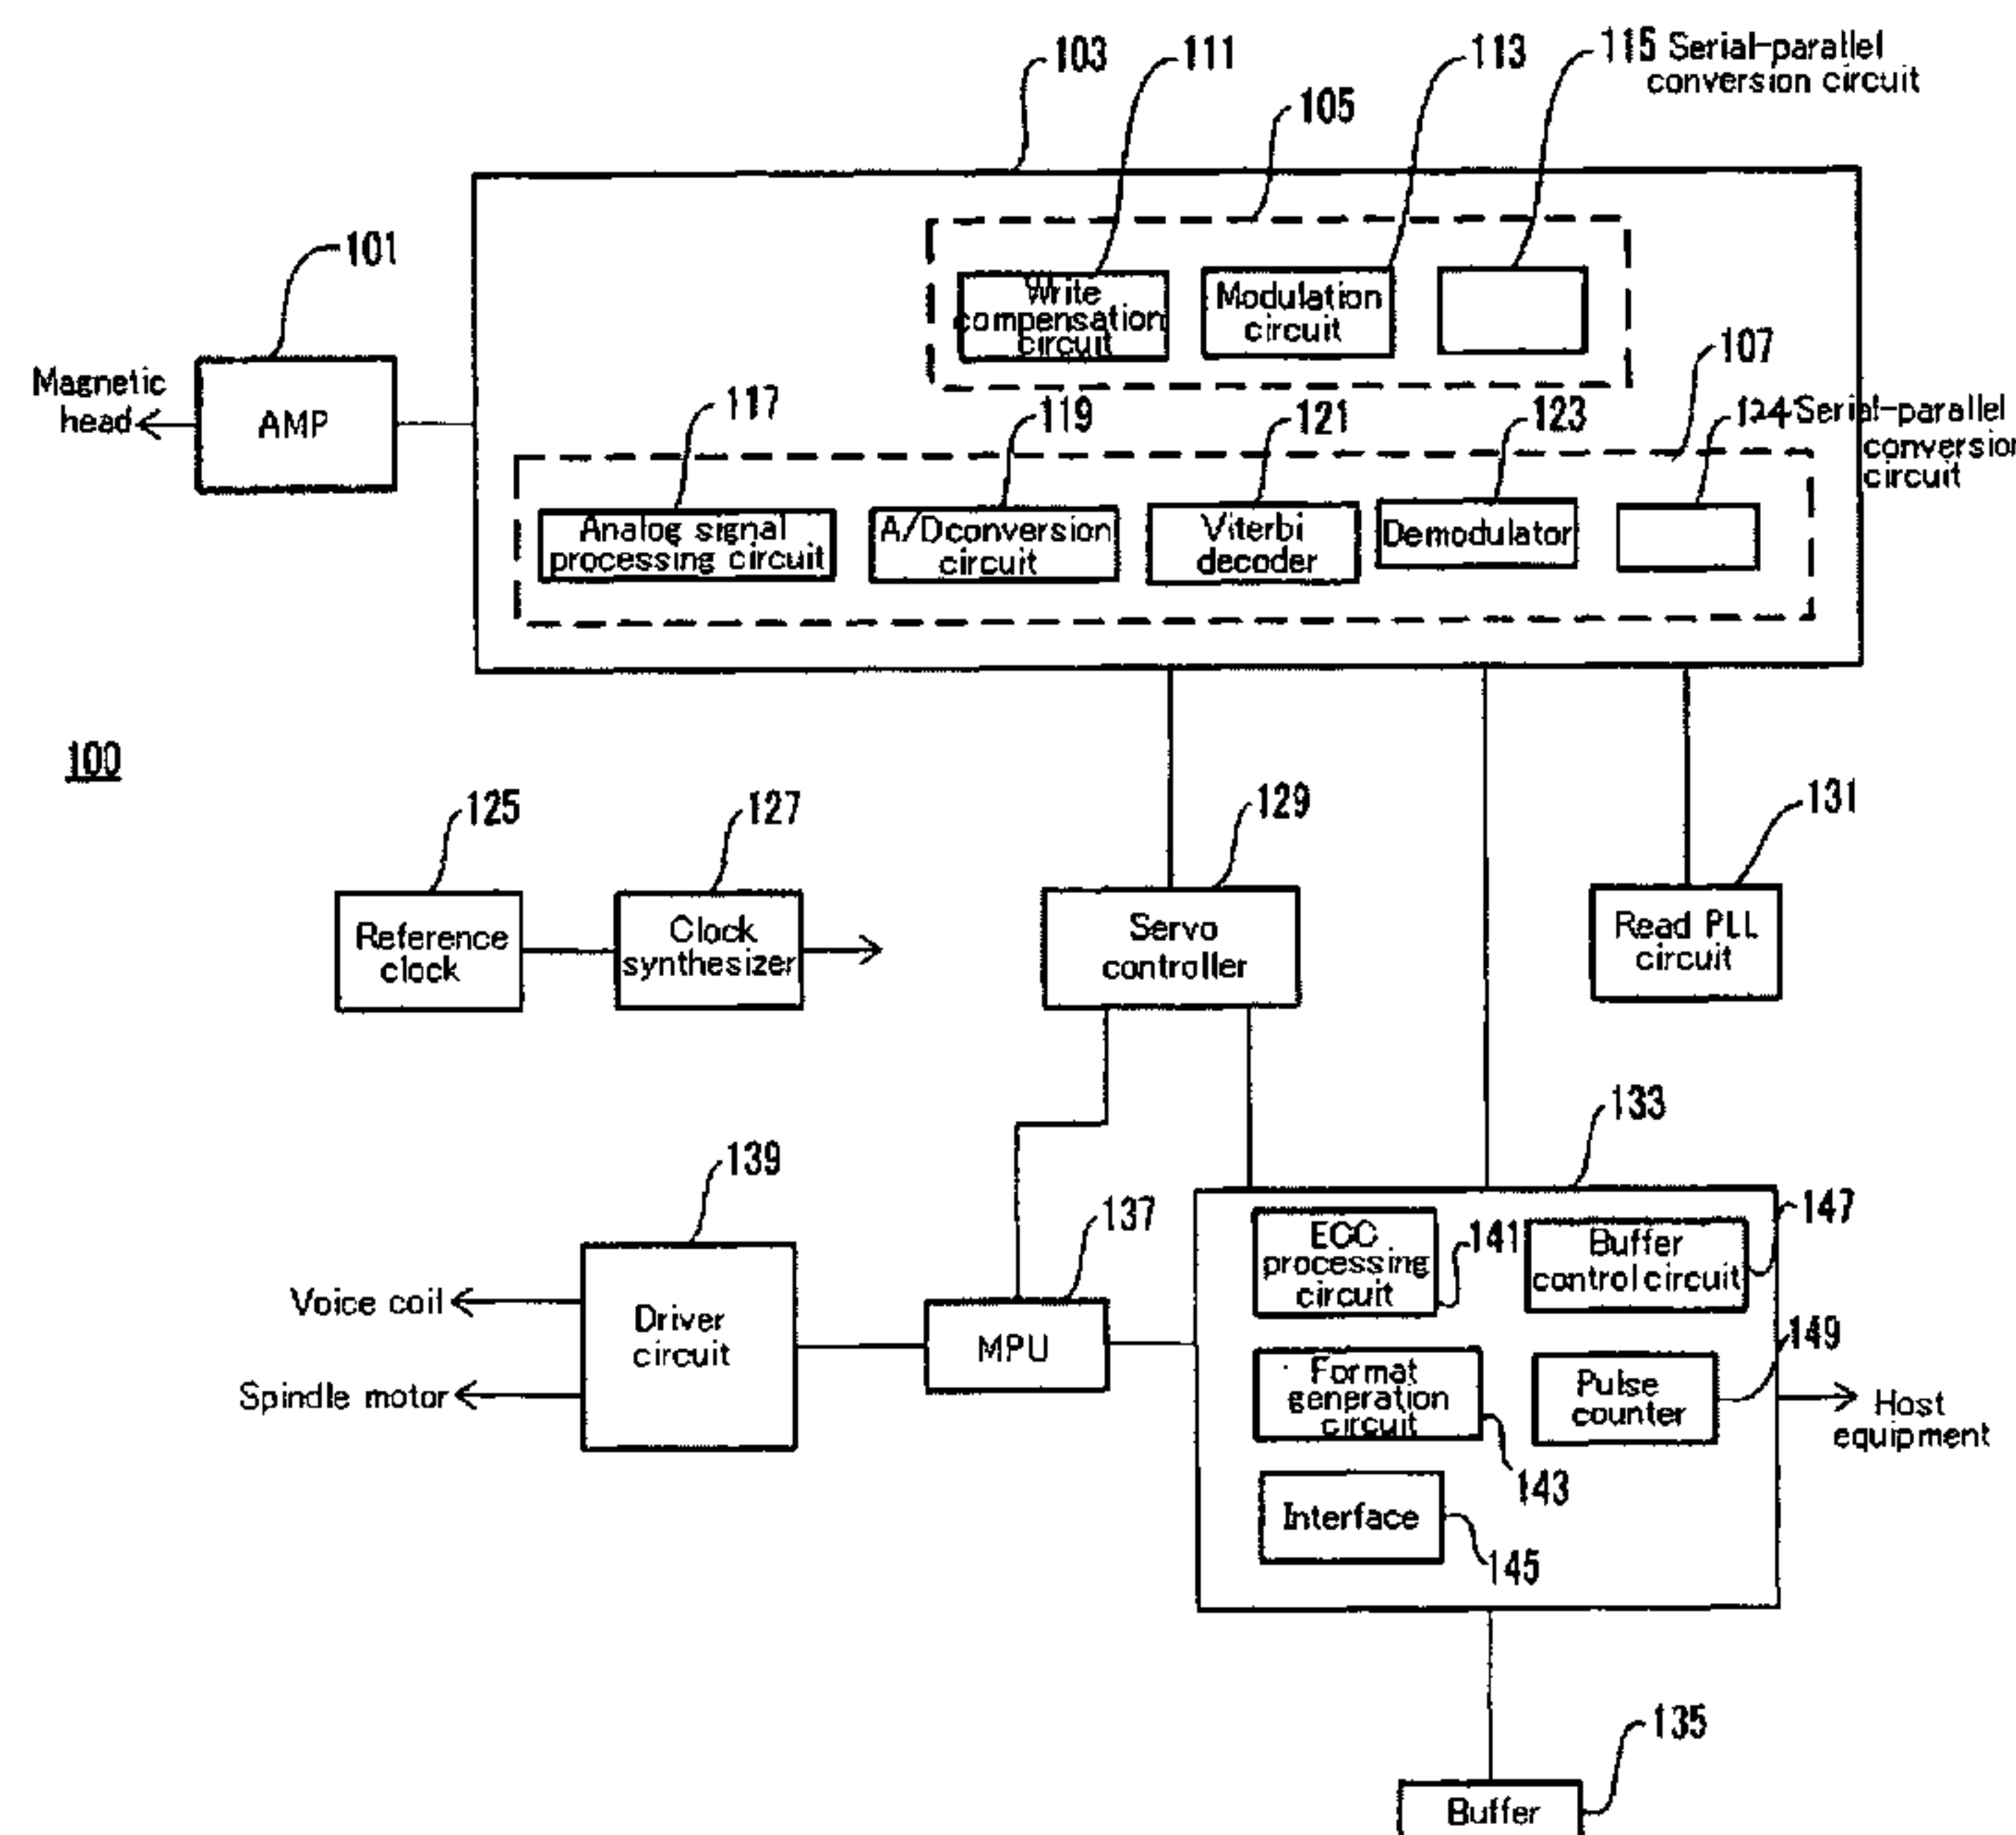 103
111
113
115 Serial-parallel
conversion circuit
105
101
Write
compensation
circuit
Modulation
circuit
107
Magnetic
head
AMP
117
119
121
123
124 Serial-parallel
conversion
circuit
Analog signal
processing circuit
A/Dconversion
circuit
Viterbi
decoder
Demodulator
100
125
127
129
131
Reference
clock
Clock
synthesizer
Servo
controller
Read PLL
circuit
133
139
137
147
ECC
processing
circuit
141
Buffer
control circuit
Voice coil
Driver
circuit
MPU
149
Spindle motor
Format
generation
circuit
Pulse
counter
Host
equipment
143
Interface
145
135
Buffer